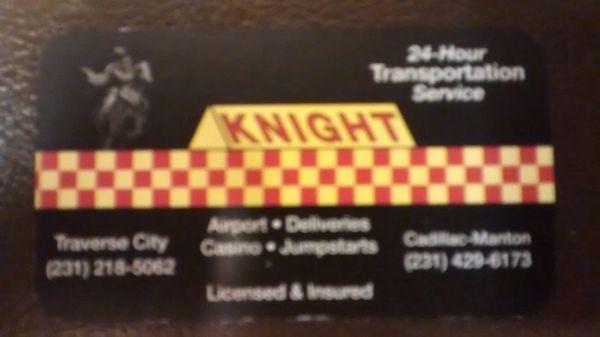 24-Hour
Transportation
Service
KNIGHT
Traverse City
(231) 218-5062
Airport • Deliveries
Casino • Jumpstarts
Licensed & Insured
Cadillac-Manton
(231) 429-6173